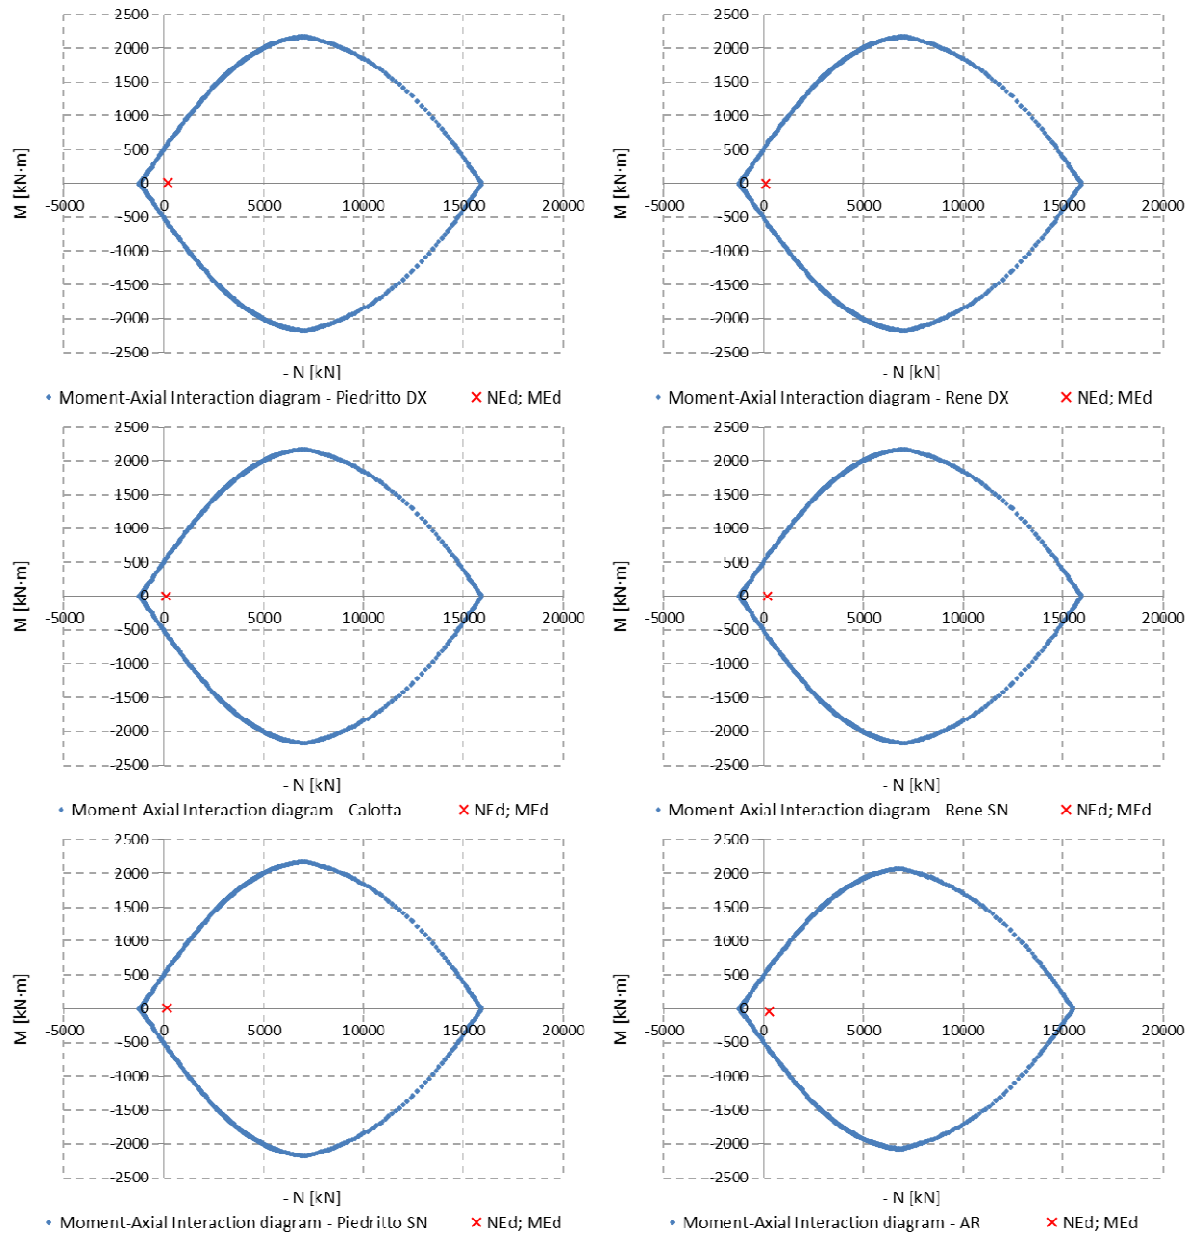 2500
2000
1500
1000
500
0
-500
-1000
-1500
-2000
-2500
-5000 0 5000 10000 15000 20000
M [kN·m]
- N [kN]
Moment-Axial Interaction diagram - Piedritto DX NEd; MEd
2500
2000
1500
1000
500
0
-500
-1000
-1500
-2000
-2500
-5000 0 5000 10000 15000 20000
M [kN·m]
- N [kN]
Moment-Axial Interaction diagram - Rene DX NEd; MEd
2500
2000
1500
1000
500
0
-500
-1000
-1500
-2000
-2500
-5000 0 5000 10000 15000 20000
M [kN·m]
- N [kN]
Moment Axial Interaction diagram - Calotta NEd; MEd
2500
2000
1500
1000
500
0
-500
-1000
-1500
-2000
-2500
-5000 0 5000 10000 15000 20000
M [kN·m]
- N [kN]
Moment-Axial Interaction diagram - Rene SN NEd; MEd
2500
2000
1500
1000
500
0
-500
-1000
-1500
-2000
-2500
-5000 0 5000 10000 15000 20000
M [kN·m]
- N [kN]
Moment-Axial Interaction diagram - Piedritto SN NEd; MEd
2500
2000
1500
1000
500
0
-500
-1000
-1500
-2000
-2500
-5000 0 5000 10000 15000 20000
M [kN·m]
- N [kN]
Moment-Axial Interaction diagram - AR NEd; MEd